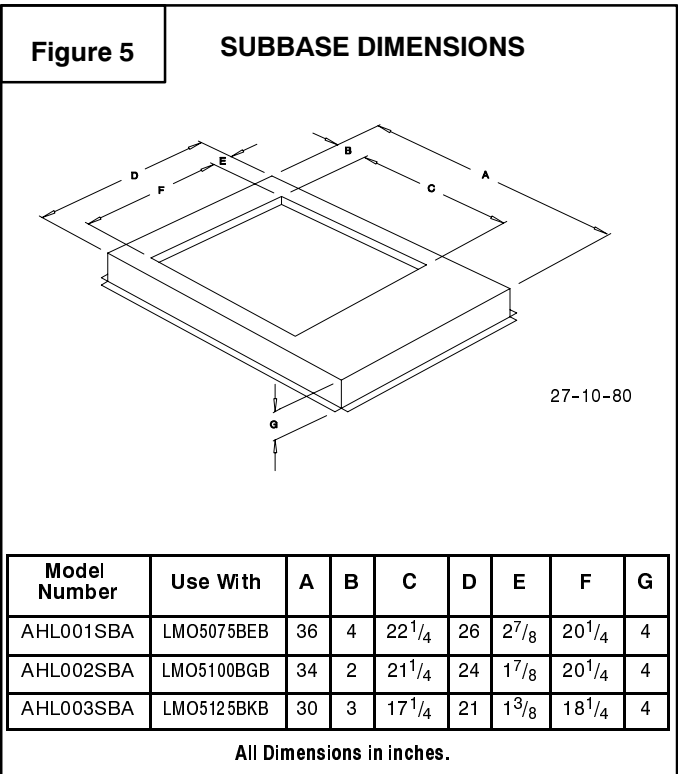 Figure 5
SUBBASE DIMENSIONS
D
E
F
B
A
C
G
27-10-80
Model Number Use With A B C D E F G
AHL001SBA LMO5075BEB 36 4 22 1/4 26 2 7/8 20 1/4 4
AHL002SBA LMO5100BGB 34 2 21 1/4 24 1 7/8 20 1/4 4
AHL003SBA LMO5125BKB 30 3 17 1/4 21 1 3/8 18 1/4 4
All Dimensions in inches.